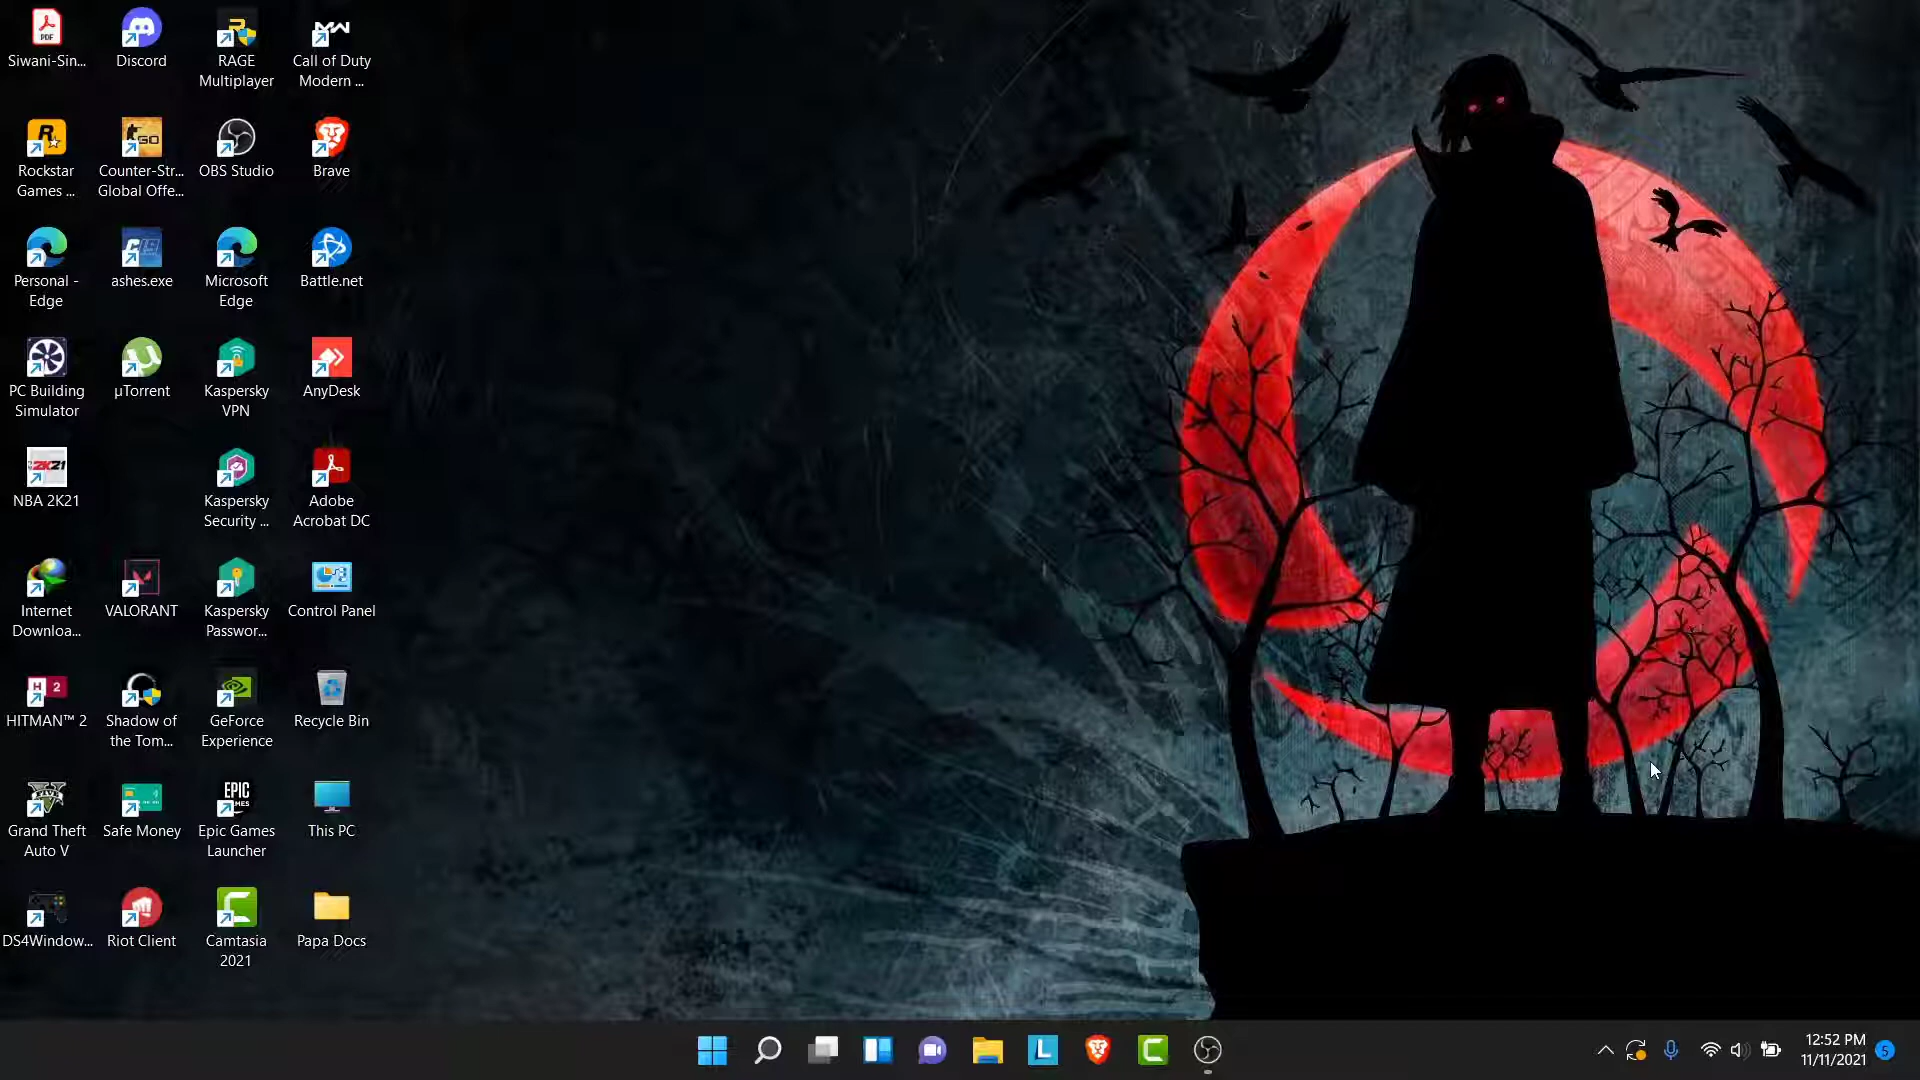 Siwani-Sin...
Discord
RAGE
Multiplayer
Call of Duty
Modern ...
Rockstar
Games ...
Counter-Str...
Global Offe...
OBS Studio
Brave
Personal -
Edge
ashes.exe
Microsoft
Edge
Battle.net
PC Building
Simulator
µTorrent
Kaspersky
VPN
AnyDesk
NBA 2K21
Kaspersky
Security ...
Adobe
Acrobat DC
Internet
Downloa...
VALORANT
Kaspersky
Passwor...
Control Panel
HITMAN™ 2
Shadow of
the Tom...
GeForce
Experience
Recycle Bin
Grand Theft
Auto V
Safe Money
EPIC
Epic Games
Launcher
This PC
DS4Window...
Riot Client
Camtasia
2021
Papa Docs
12:52 PM
11/11/2021
5